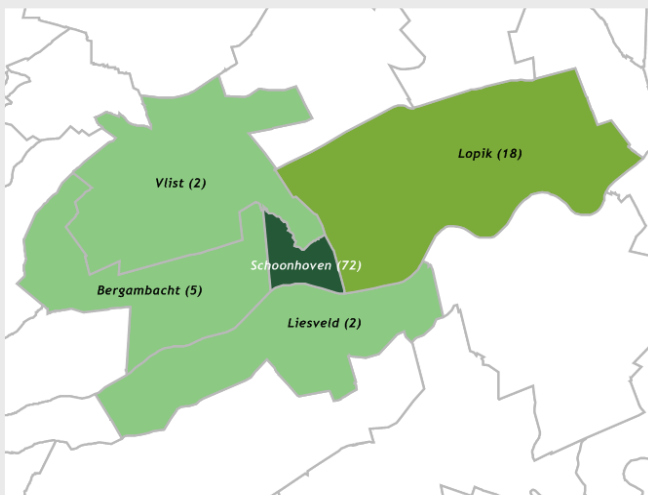 Lopik (18)
Vlist (2)
Schoonhoven (72)
Bergambacht (5)
Liesveld (2)